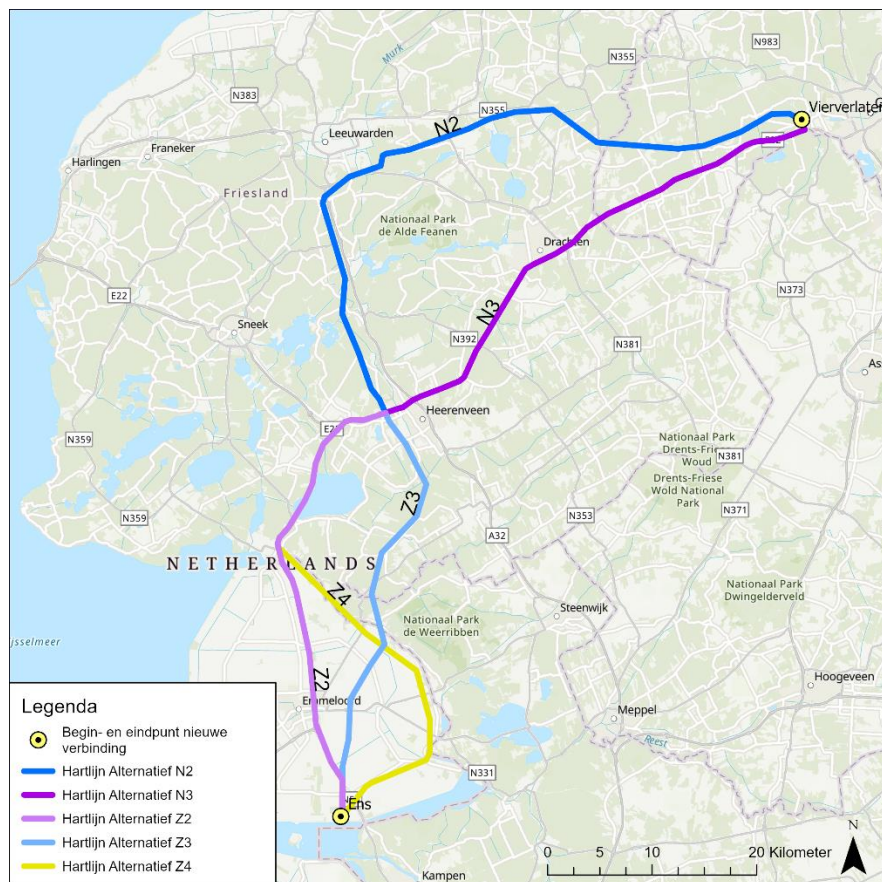 N983
N355
Murk
Vierverlaten
N383
N355
N2
Leeuwarden
Franeker
Harlingen
Friesland
Nationaal Park
de Alde Feanen
Drachten
N373
E22
N3
Sneek
N392
N381
Heerenveen
N359
Nationaal Park
Drents-Friese
Woud
N381
Drents-Friese
Wold National
Park
N371
Z3
N359
N353
A32
NETHERLANDS
Z4
Nationaal Park
Dwingelderveld
Steenwijk
Nationaal Park
de Weerribben
Z2
Hoogeveen
Emmeloord
Meppel
Reest
N331
Ens
Kampen
Legenda
Begin- en eindpunt nieuwe
verbinding
Hartlijn Alternatief N2
Hartlijn Alternatief N3
Hartlijn Alternatief Z2
Hartlijn Alternatief Z3
Hartlijn Alternatief Z4
N
0 5 10 20 Kilometer